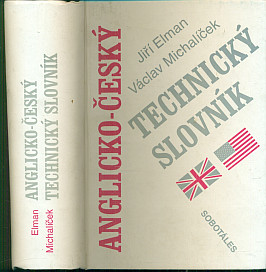 Elman
Michalíček
ANGLICKO-ČESKÝ
TECHNICKÝ SLOVNÍK
ANGLICKO-ČESKÝ
Jiří Elman
Václav Michalíček
TECHNICKÝ
SLOVNÍK
SOBOTÁLES